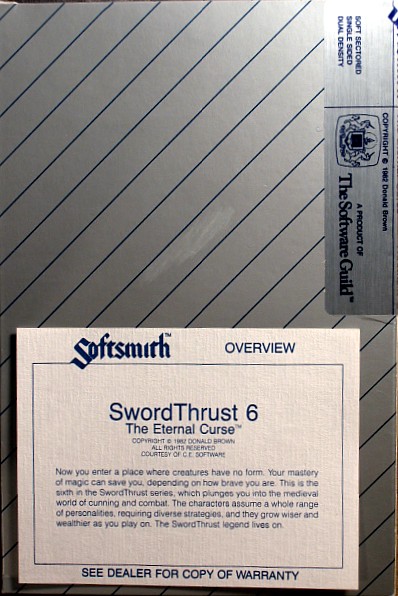 SOFT SECTORED
SINGLE SIDED
DUAL DENSITY
COPYRIGHT © 1982 Donald Brown
A PRODUCT OF
The Software Guild™
Softsmith™
OVERVIEW
SwordThrust 6
The Eternal Curse™
COPYRIGHT © 1982 DONALD BROWN
ALL RIGHTS RESERVED
COURTESY OF C.E. SOFTWARE
Now you enter a place where creatures have no form. Your mastery
of magic can save you, depending on how brave you are. This is the
sixth in the SwordThrust series, which plunges you into the medieval
world of cunning and combat. The characters assume a whole range
of personalities, requiring diverse strategies, and they grow wiser and
wealthier as you play on. The SwordThrust legend lives on.
SEE DEALER FOR COPY OF WARRANTY